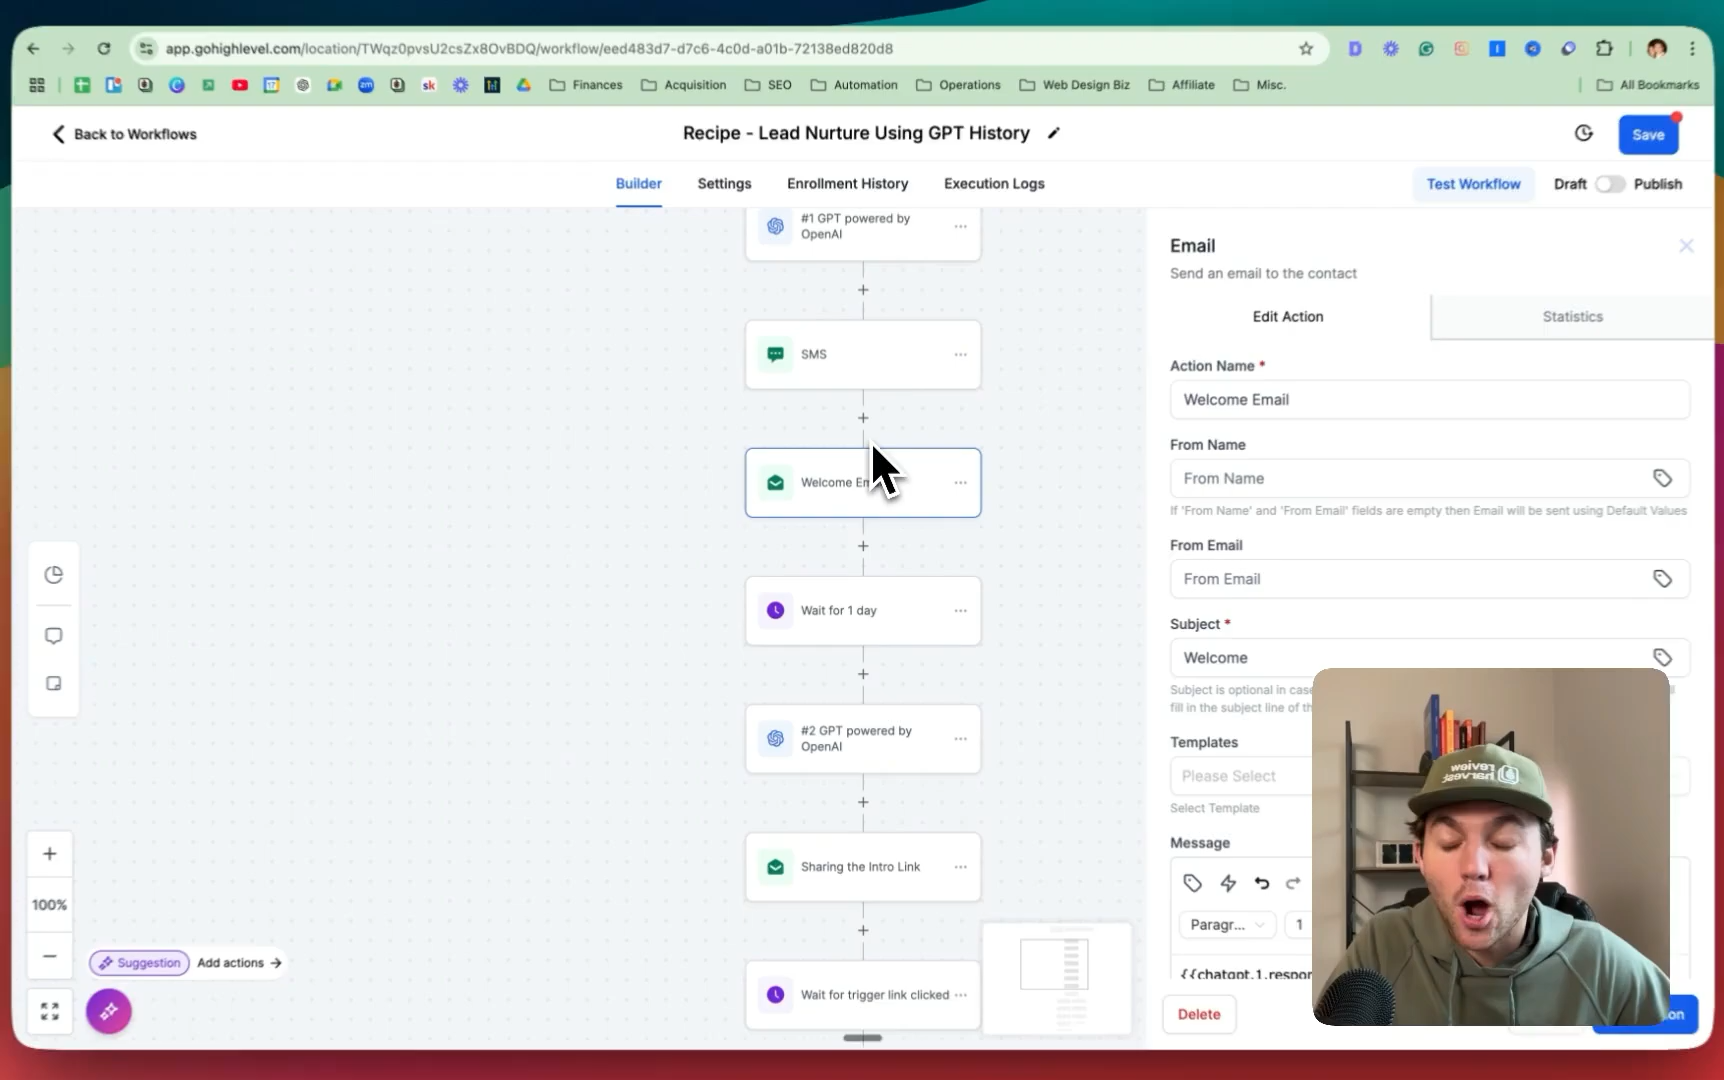 app.gohighlevel.com/location/TWqz0pvsU2csZx8OvBDQ/workflow/eed483d7-d7c6-4c0d-a01b-72138ed820d8
Finances
Acquisition
SEO
Automation
Operations
Web Design Biz
Affiliate
Misc.
All Bookmarks
Back to Workflows
Recipe - Lead Nurture Using GPT History
Save
Builder
Settings
Enrollment History
Execution Logs
Test Workflow
Draft
Publish
#1 GPT powered by
OpenAI
SMS
Welcome Em
Wait for 1 day
#2 GPT powered by
OpenAI
Sharing the Intro Link
Wait for trigger link clicked
100%
Suggestion
Add actions
Email
Send an email to the contact
Edit Action
Statistics
Action Name *
Welcome Email
From Name
From Name
If 'From Name' and 'From Email' fields are empty then Email will be sent using Default Values
From Email
From Email
Subject *
Welcome
Subject is optional in case
fill in the subject line of th
Templates
Please Select
Select Template
Message
Paragr...
1
{{chatgpt.1.respor
review
harvest
Delete
on